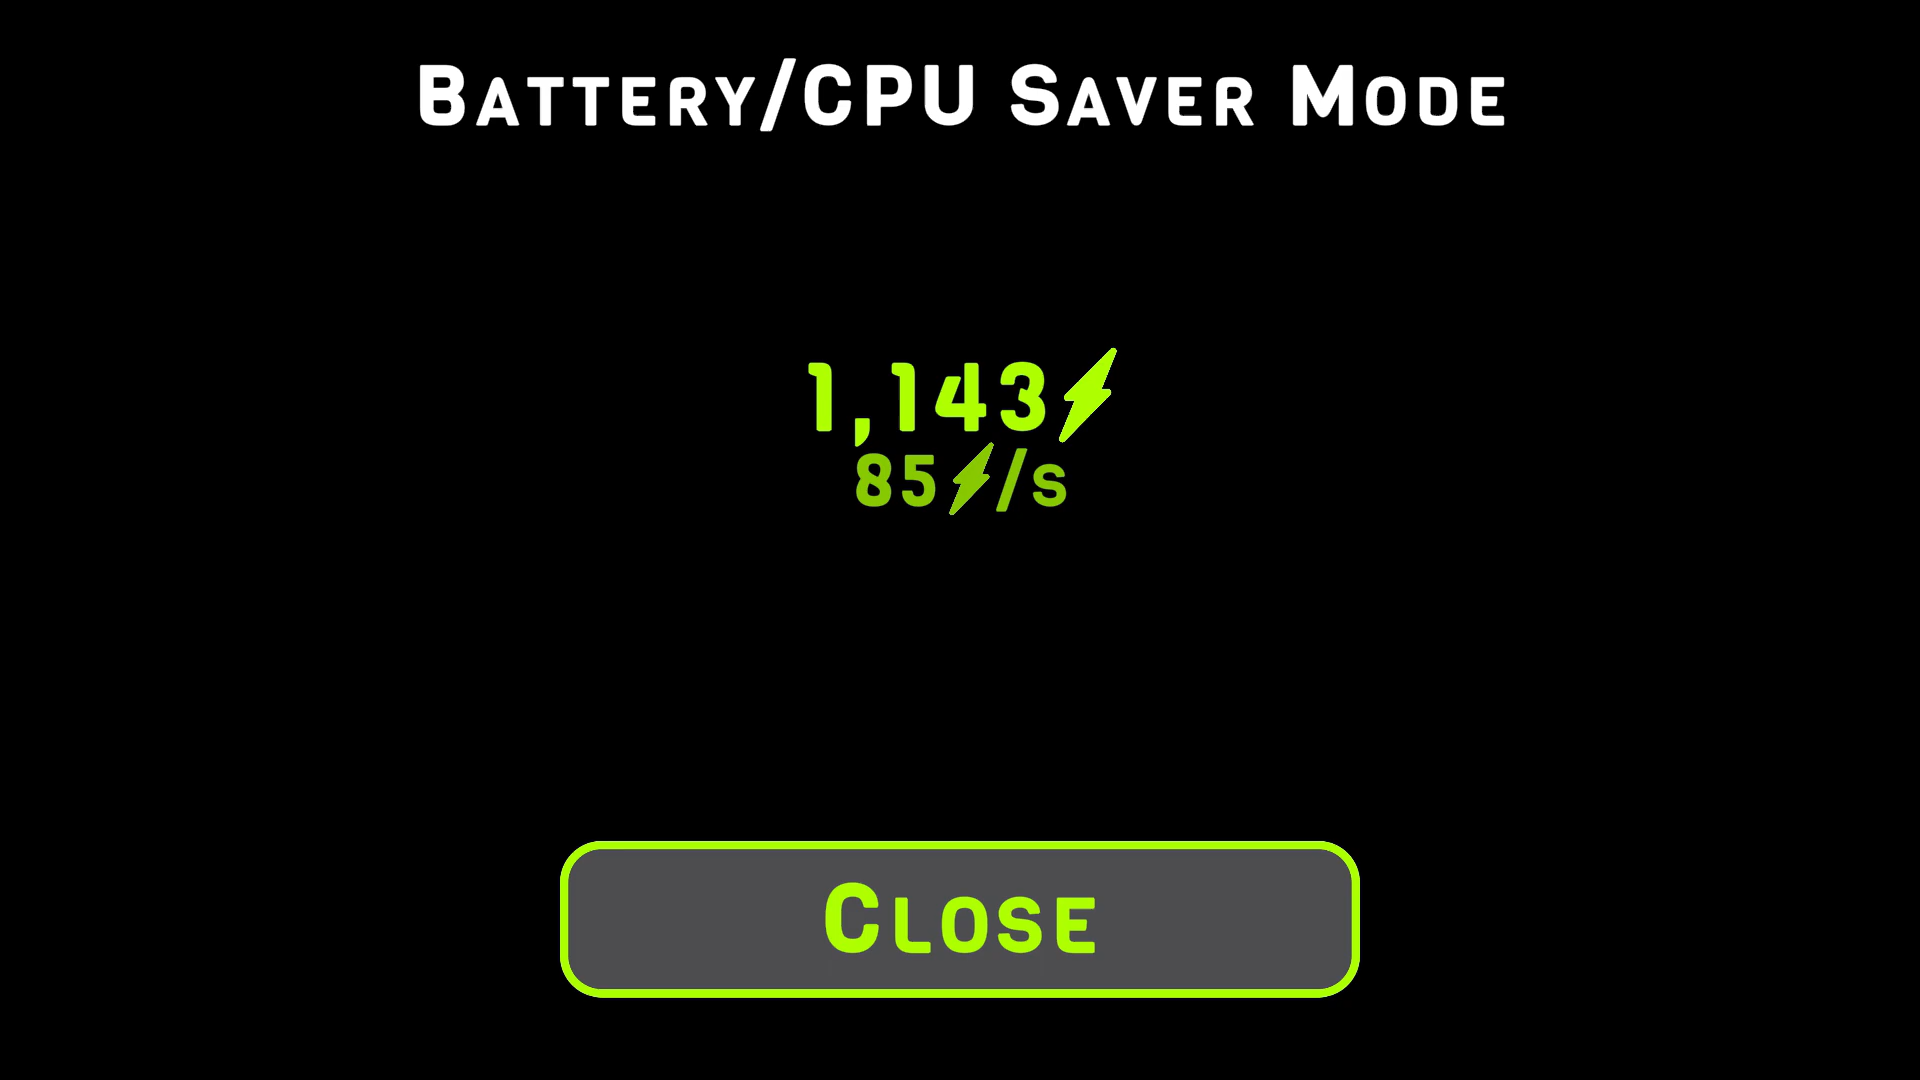 Battery/CPU Saver Mode
1,143⚡
85⚡/s
Close